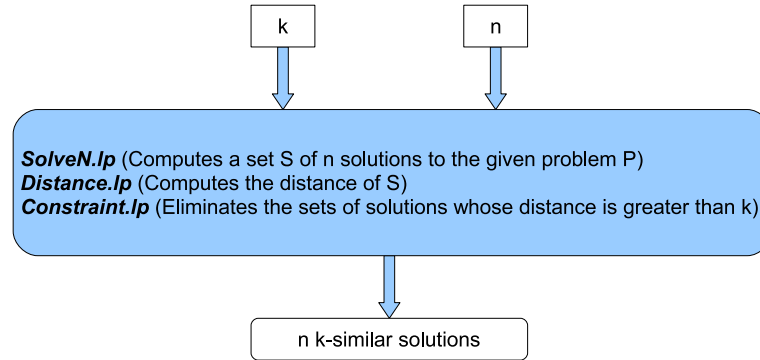 k
n
SolveN.lp (Computes a set S of n solutions to the given problem P)
Distance.lp (Computes the distance of S)
Constraint.lp (Eliminates the sets of solutions whose distance is greater than k)
n k-similar solutions